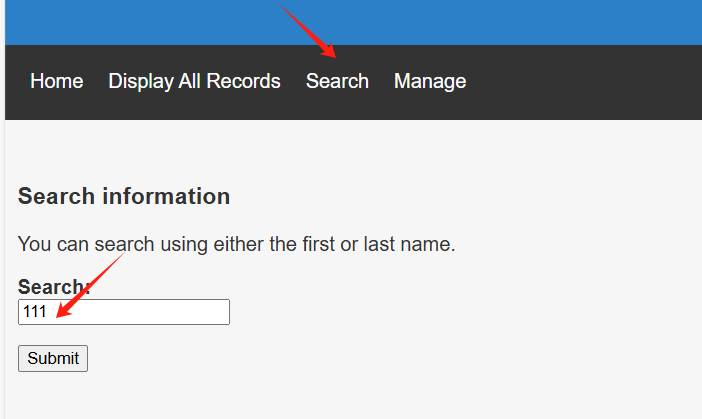 Home Display All Records Search Manage
Search information
You can search using either the first or last name.
Search:
111
Submit